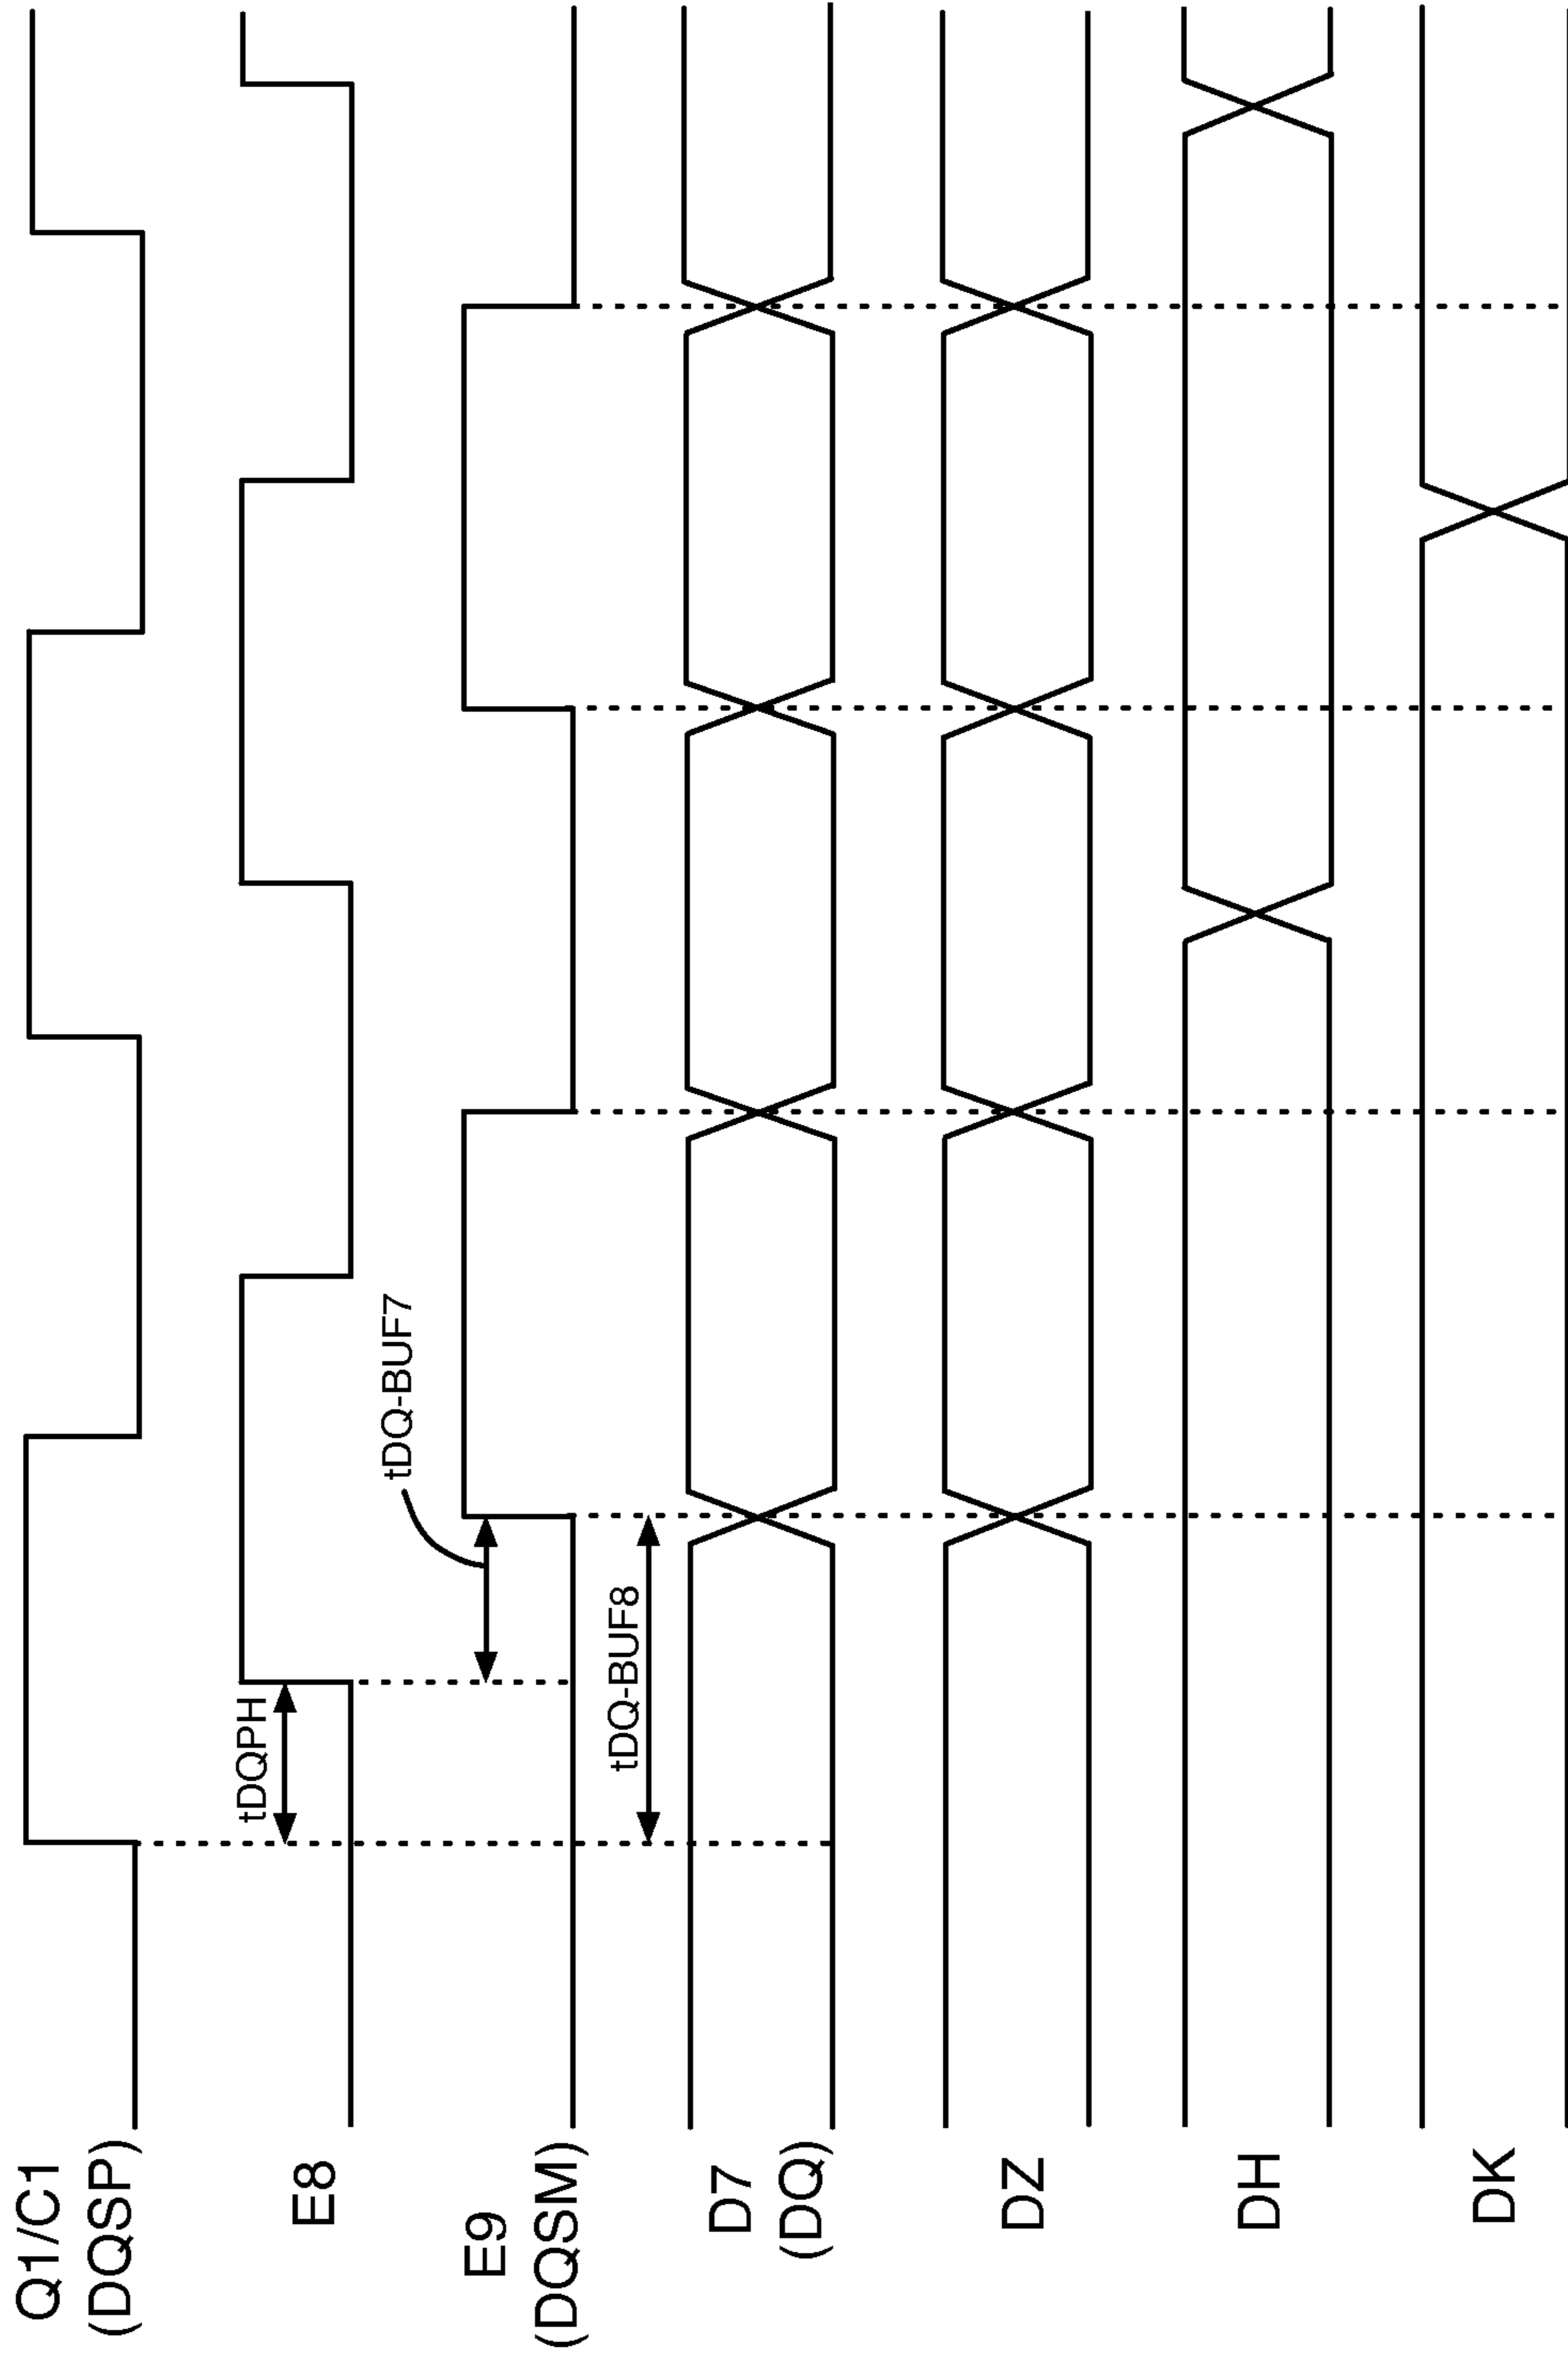 Q1/C1
(DQSP)
tDQPH
E8
tDQ-BUF7
E9
(DQSM)
tDQ-BUF8
D7
(DQ)
DZ
DH
DK